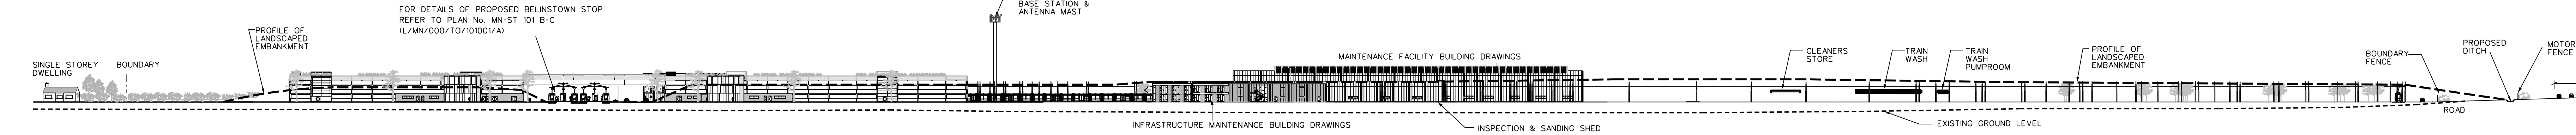 SINGLE STOREY
DWELLING
BOUNDARY
PROFILE OF
LANDSCAPED
EMBANKMENT
FOR DETAILS OF PROPOSED BELINSTOWN STOP
REFER TO PLAN No. MN-ST 101 B-C
(L/MN/000/TO/101001/A)
BASE STATION &
ANTENNA MAST
INFRASTRUCTURE MAINTENANCE BUILDING DRAWINGS
MAINTENANCE FACILITY BUILDING DRAWINGS
INSPECTION & SANDING SHED
CLEANERS
STORE
TRAIN
WASH
TRAIN
WASH
PUMPROOM
EXISTING GROUND LEVEL
PROFILE OF
LANDSCAPED
EMBANKMENT
BOUNDARY
FENCE
ROAD
PROPOSED
DITCH
MOTOR
FENCE